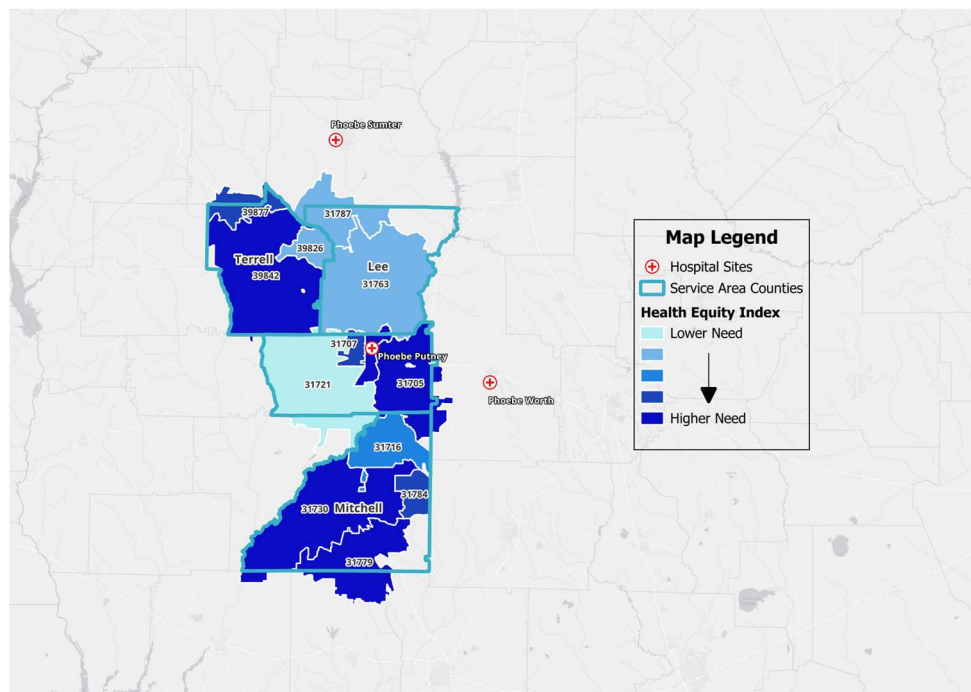 Phoebe Sumter
39877
31787
39826
Terrell
Lee
39842
31763
31707
Phoebe Putney
31721
31705
Phoebe Worth
31716
31784
31730
Mitchell
31779
Map Legend
Hospital Sites
Service Area Counties
Health Equity Index
Lower Need
Higher Need